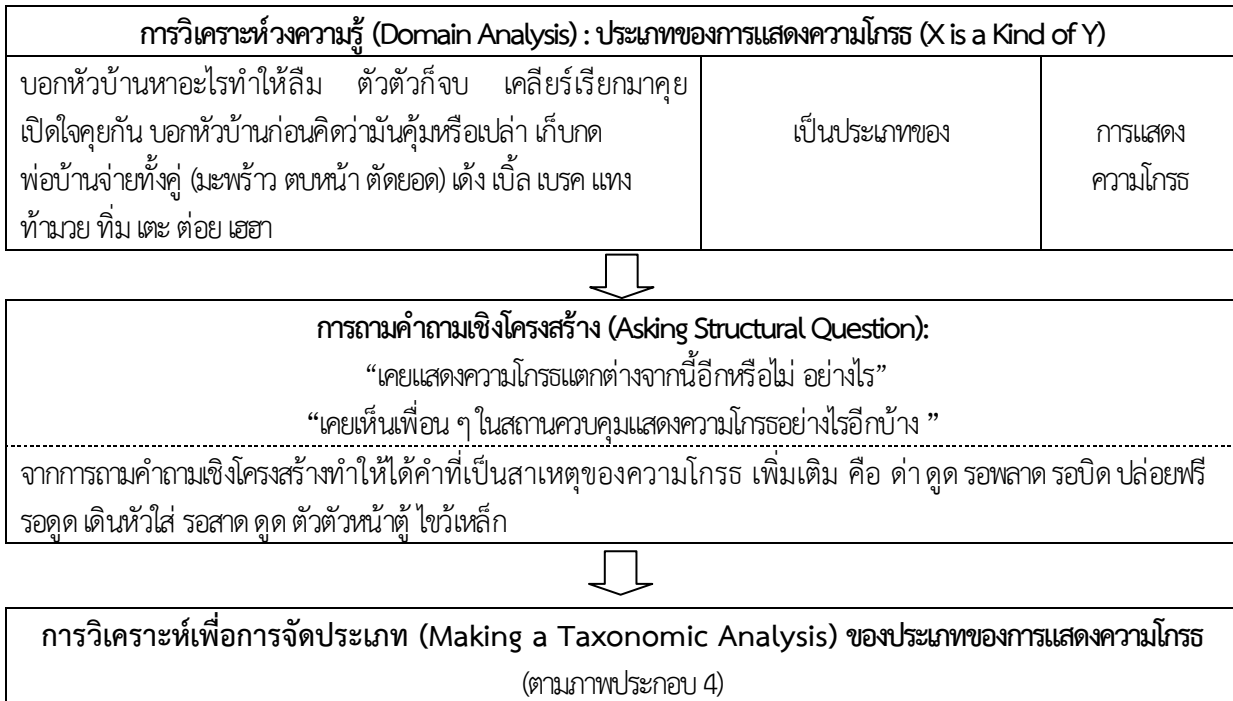 การวิเคราะห์วงความรู้ (Domain Analysis) : ประเภทของการแสดงความโกรธ (X is a Kind of Y)
บอกหัวบ้านหาอะไรทำให้ลืม ตัวตัวก็จบ เคลียร์เรียกมาคุย
เปิดใจคุยกัน บอกหัวบ้านก่อนคิดว่ามันคุ้มหรือเปล่า เก็บกด
พ่อบ้านจ่ายทั้งคู่ (มะพร้าว ตบหน้า ตัดยอด) เด้ง เบิ้ล เบรค แทง
ท้ามวย ทิ่ม เตะ ต่อย เฮฮา
เป็นประเภทของ
การแสดง
ความโกรธ
การถามคำถามเชิงโครงสร้าง (Asking Structural Question):
“เคยแสดงความโกรธแตกต่างจากนี้อีกหรือไม่ อย่างไร”
“เคยเห็นเพื่อน ๆ ในสถานควบคุมแสดงความโกรธอย่างไรอีกบ้าง ”
จากการถามคำถามเชิงโครงสร้างทำให้ได้คำที่เป็นสาเหตุของความโกรธ เพิ่มเติม คือ ด่า ดูด รอพลาด รอบิด ปล่อยฟรี
รอดูด เดินหัวใส่ รอสาด ดูด ตัวตัวหน้าตู้ ไขว้เหล็ก
การวิเคราะห์เพื่อการจัดประเภท (Making a Taxonomic Analysis) ของประเภทของการแสดงความโกรธ
(ตามภาพประกอบ 4)